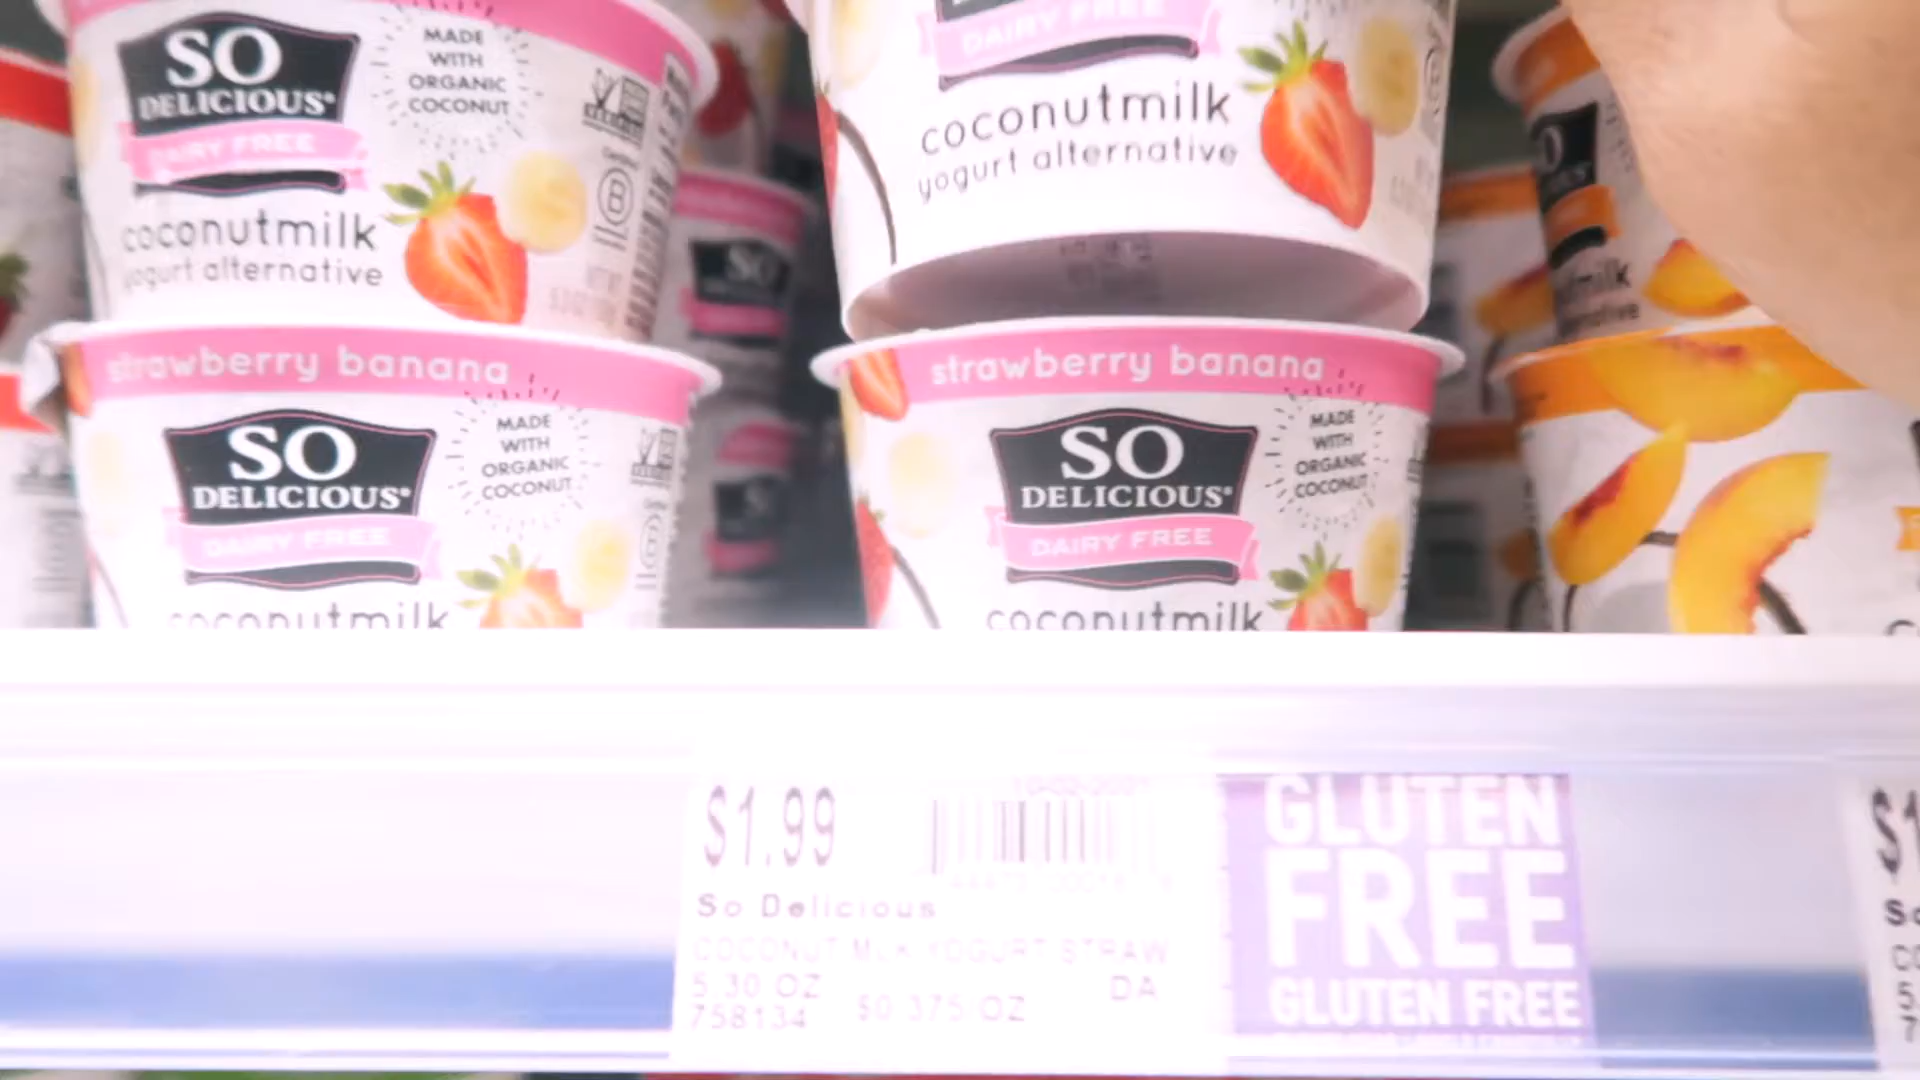 SO
DELICIOUS
DAIRY FREE
MADE
WITH
ORGANIC
COCONUT
coconutmilk
yogurt alternative
DAIRY FREE
coconutmilk
yogurt alternative
strawberry banana
SO
DELICIOUS
DAIRY FREE
MADE
WITH
ORGANIC
COCONUT
coconutmilk
strawberry banana
SO
DELICIOUS
DAIRY FREE
MADE
WITH
ORGANIC
COCONUT
coconutmilk
SO
$1.99
So Delicious
COCONUT MLK YOGURT STRAW
5.30 OZ
DA
758134
$0.375/OZ
GLUTEN
FREE
GLUTEN FREE